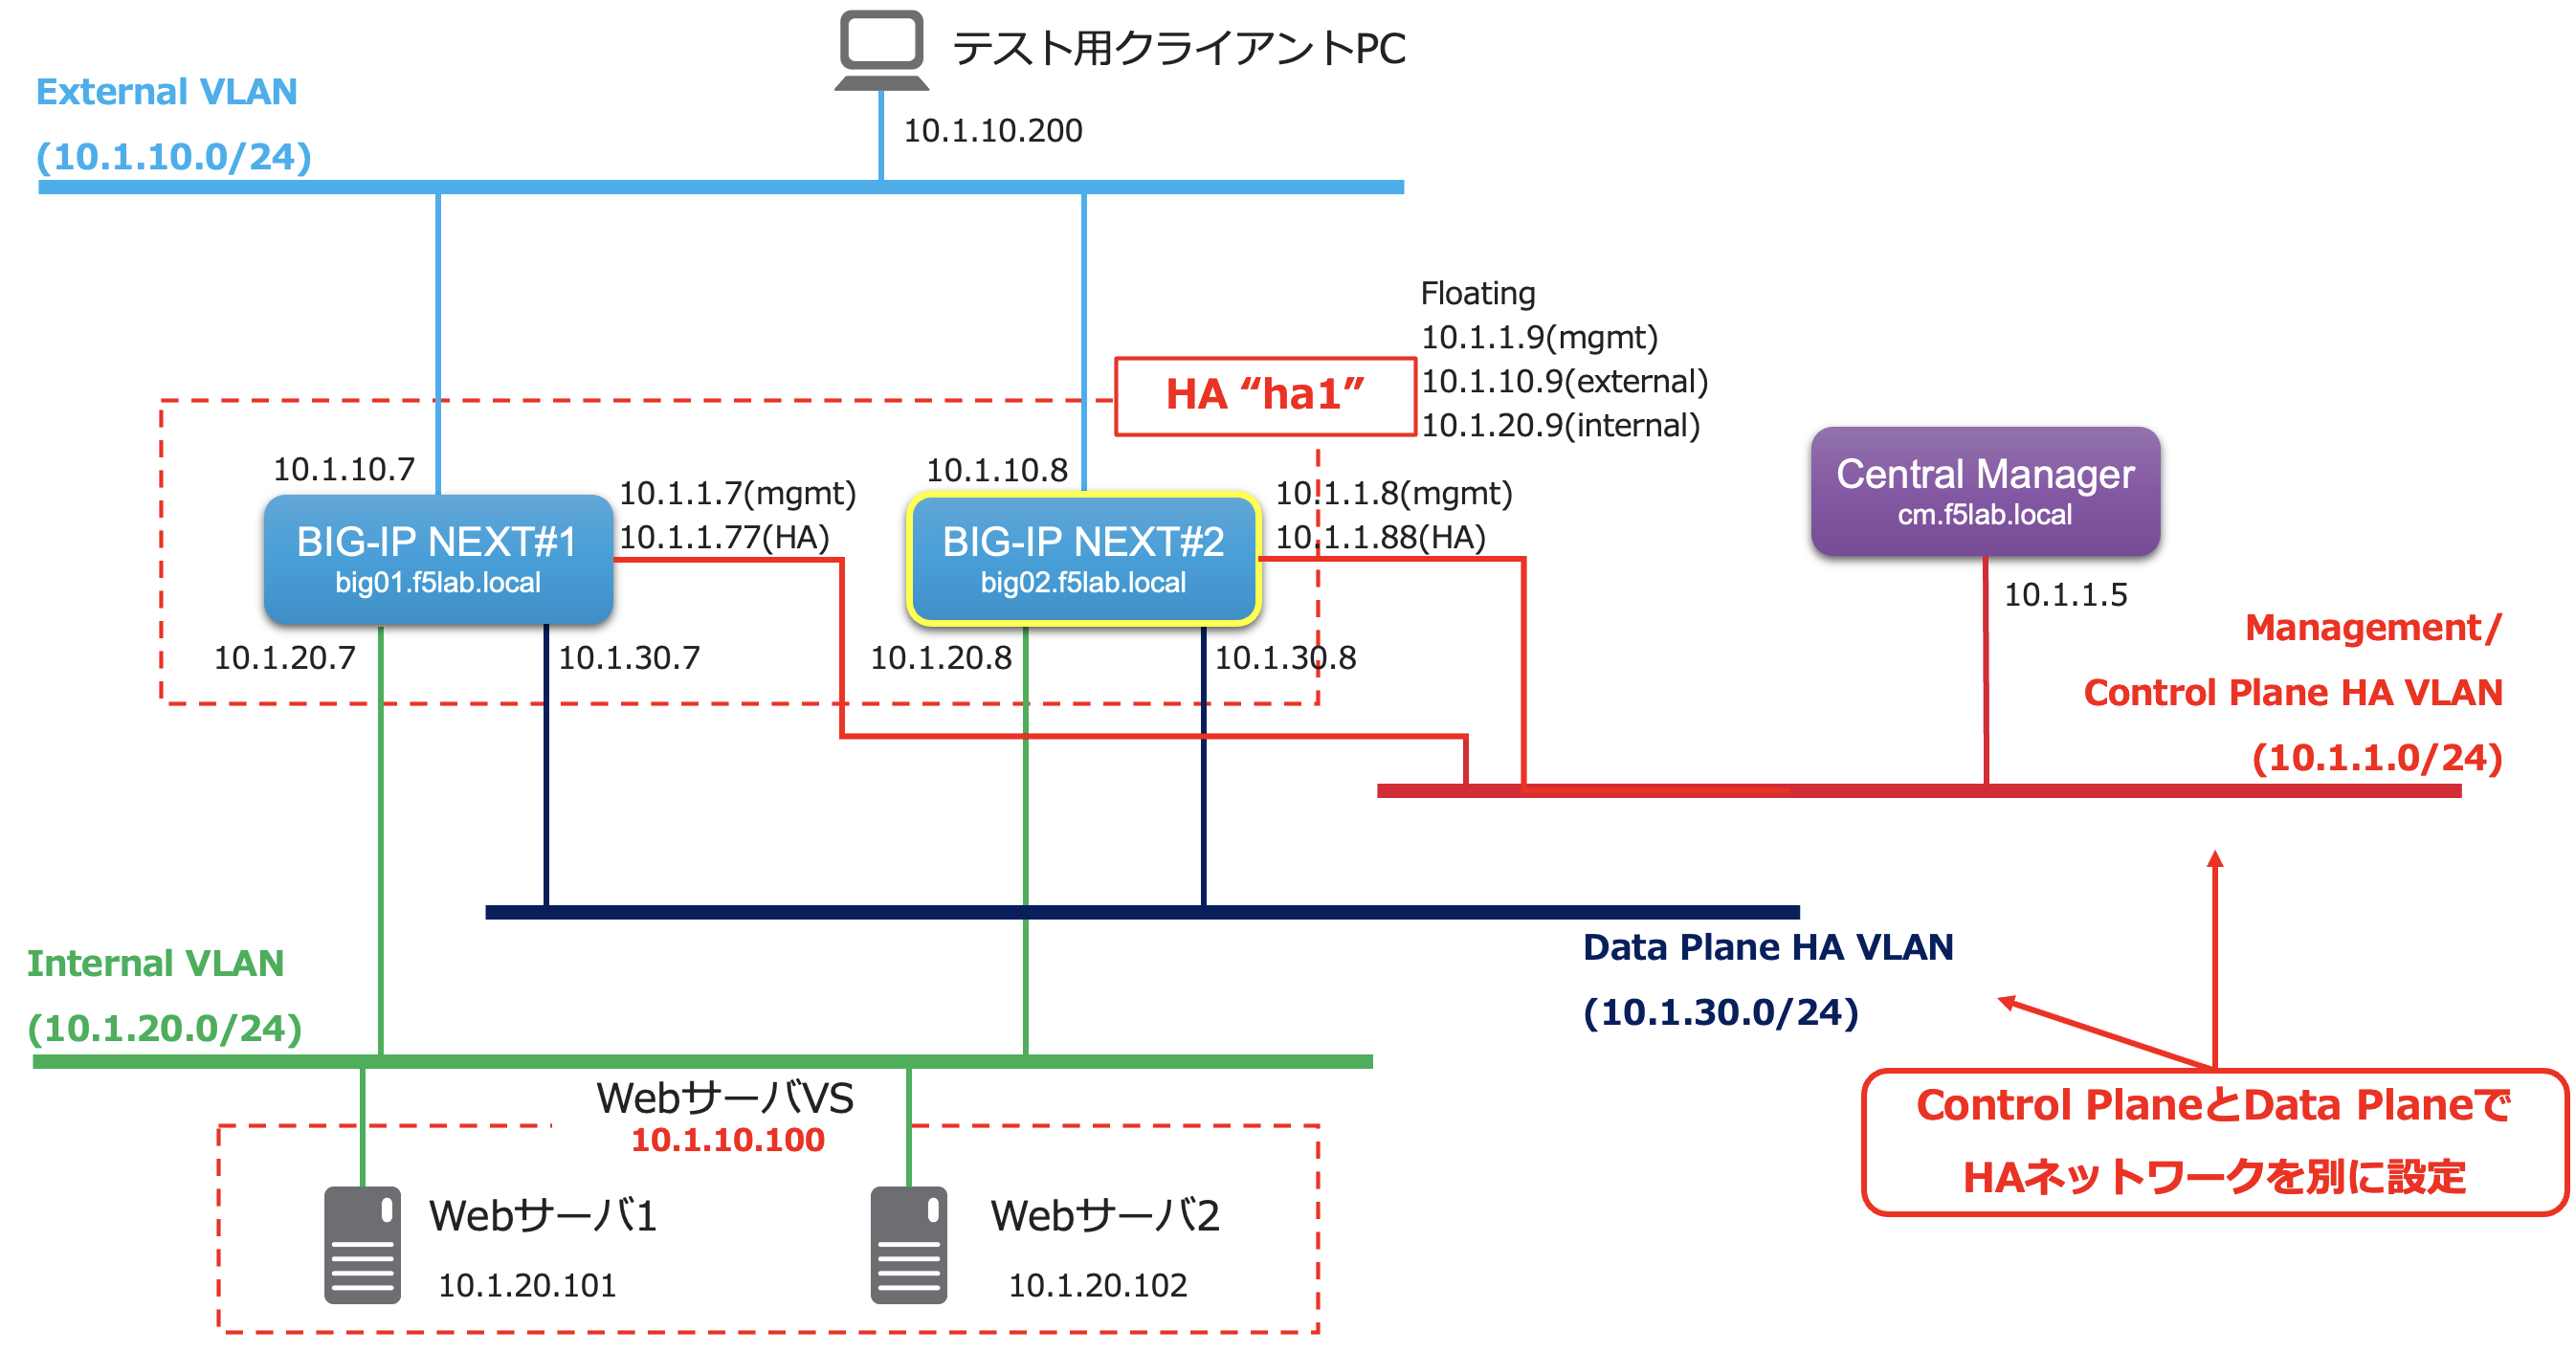 テスト用クライアントPC
External VLAN
(10.1.10.0/24)
10.1.10.200
Floating
10.1.1.9(mgmt)
10.1.10.9(external)
10.1.20.9(internal)
HA “ha1”
10.1.10.7
10.1.1.7(mgmt)
10.1.1.77(HA)
10.1.10.8
10.1.1.8(mgmt)
10.1.1.88(HA)
BIG-IP NEXT#1
big01.f5lab.local
BIG-IP NEXT#2
big02.f5lab.local
Central Manager
cm.f5lab.local
10.1.1.5
10.1.20.7
10.1.30.7
10.1.20.8
10.1.30.8
Management/
Control Plane HA VLAN
(10.1.1.0/24)
Data Plane HA VLAN
(10.1.30.0/24)
Internal VLAN
(10.1.20.0/24)
WebサーバVS
10.1.10.100
Control PlaneとData Planeで
HAネットワークを別に設定
Webサーバ1
10.1.20.101
Webサーバ2
10.1.20.102